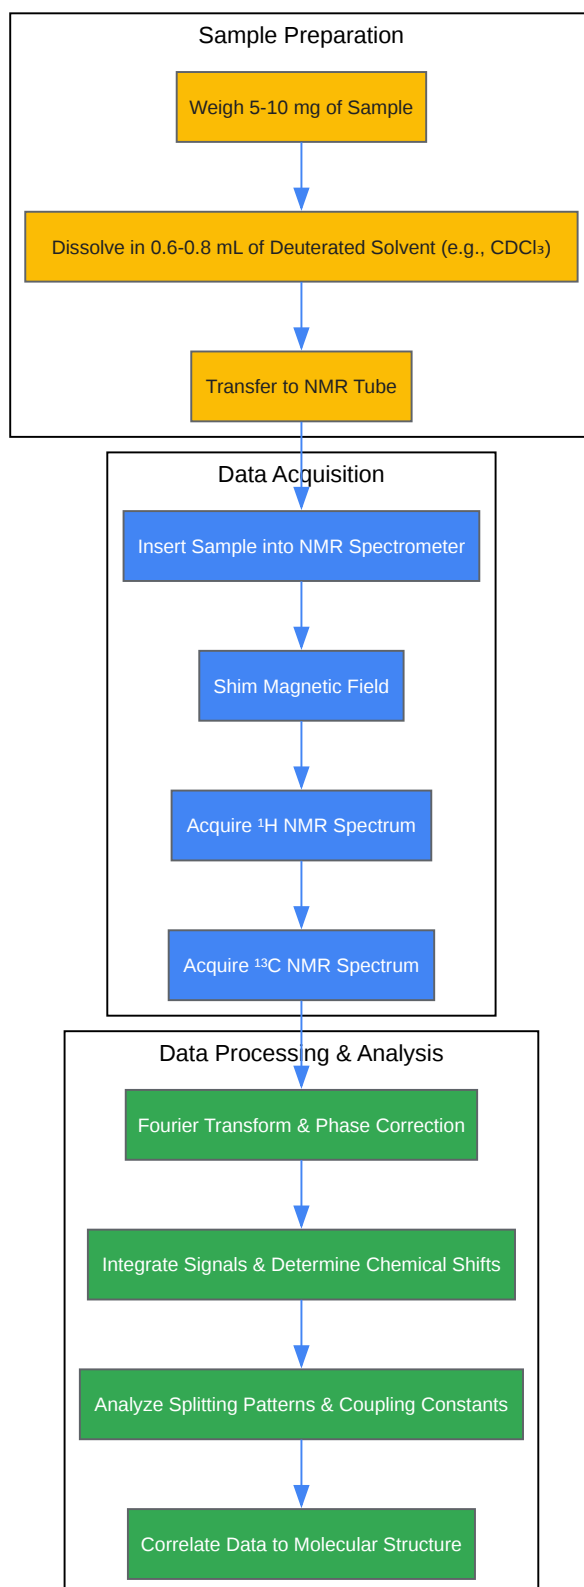 Sample Preparation
Weigh 5-10 mg of Sample
Dissolve in 0.6-0.8 mL of Deuterated Solvent (e.g., CDCl₃)
Transfer to NMR Tube
Data Acquisition
Insert Sample into NMR Spectrometer
Shim Magnetic Field
Acquire ¹H NMR Spectrum
Acquire ¹³C NMR Spectrum
Data Processing & Analysis
Fourier Transform & Phase Correction
Integrate Signals & Determine Chemical Shifts
Analyze Splitting Patterns & Coupling Constants
Correlate Data to Molecular Structure